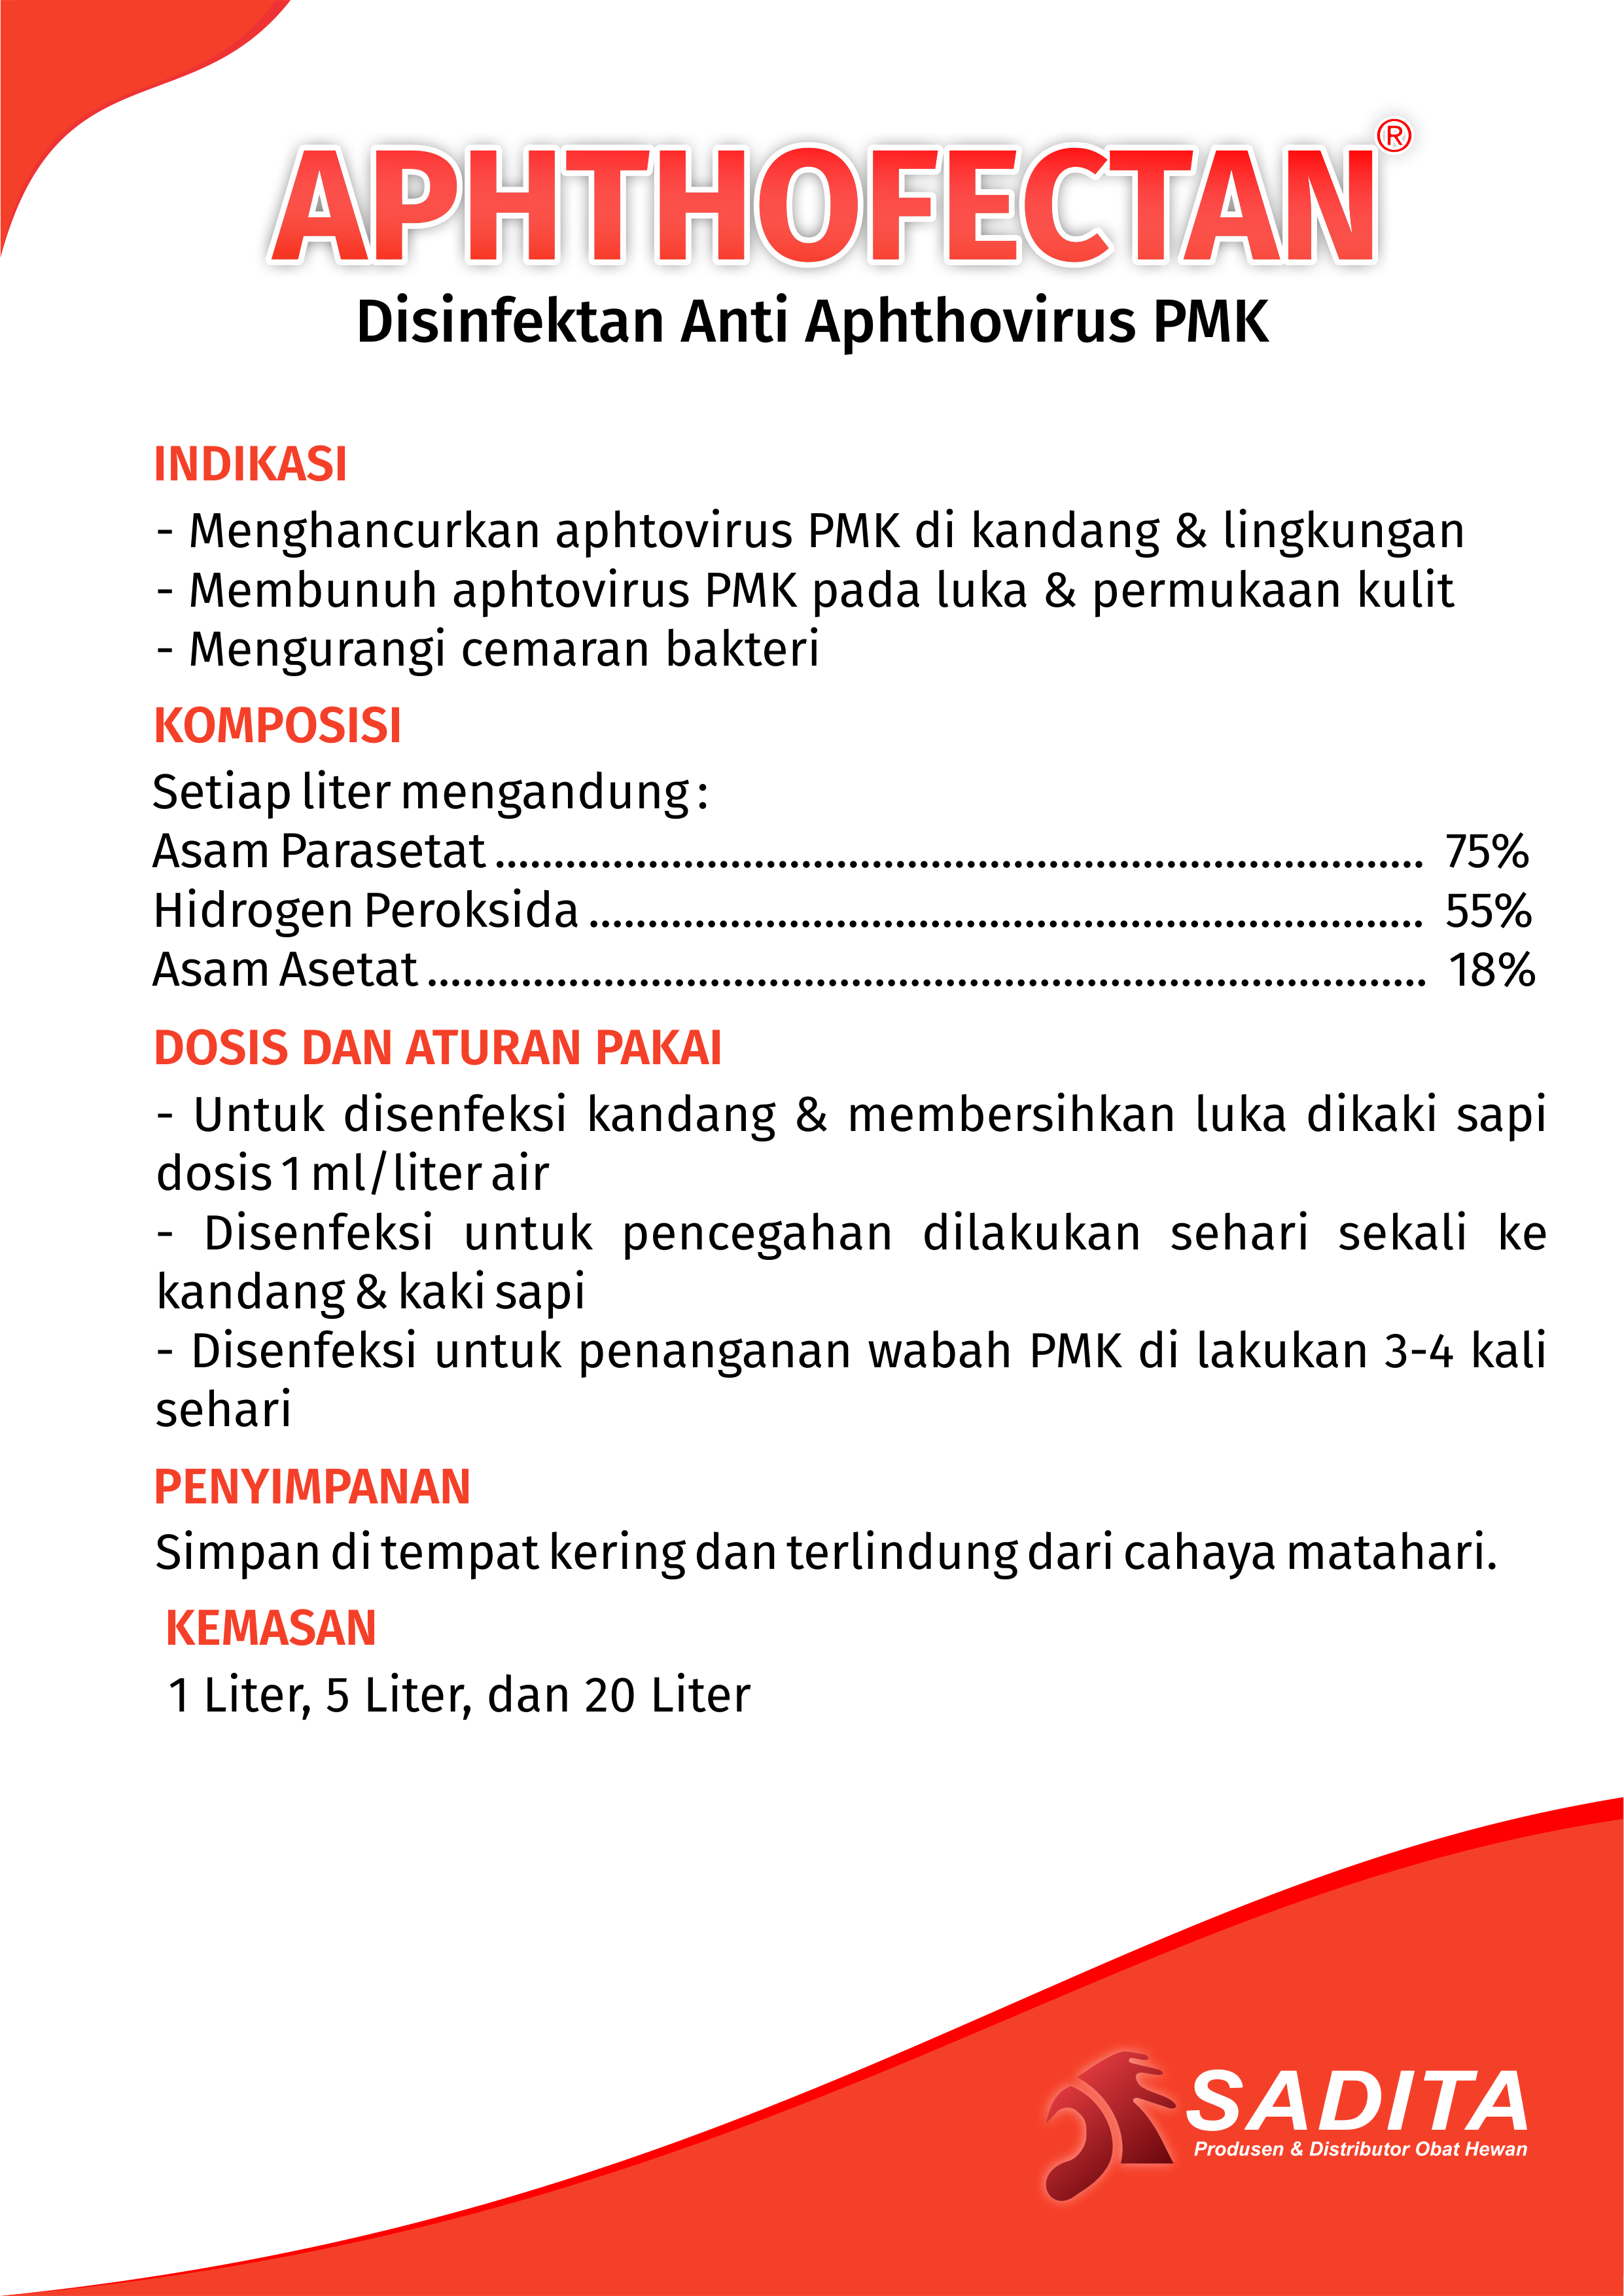 APHTHOFECTAN®
Disinfektan Anti Aphthovirus PMK
INDIKASI
- Menghancurkan aphtovirus PMK di kandang & lingkungan
- Membunuh aphtovirus PMK pada luka & permukaan kulit
- Mengurangi cemaran bakteri
KOMPOSISI
Setiap liter mengandung :
Asam Parasetat ............................................................................... 75%
Hidrogen Peroksida ....................................................................... 55%
Asam Asetat ..................................................................................... 18%
DOSIS DAN ATURAN PAKAI
- Untuk disenfeksi kandang & membersihkan luka dikaki sapi
dosis 1 ml/liter air
- Disenfeksi untuk pencegahan dilakukan sehari sekali ke
kandang & kaki sapi
- Disenfeksi untuk penanganan wabah PMK di lakukan 3-4 kali
sehari
PENYIMPANAN
Simpan di tempat kering dan terlindung dari cahaya matahari.
KEMASAN
1 Liter, 5 Liter, dan 20 Liter
SADITA
Produsen & Distributor Obat Hewan